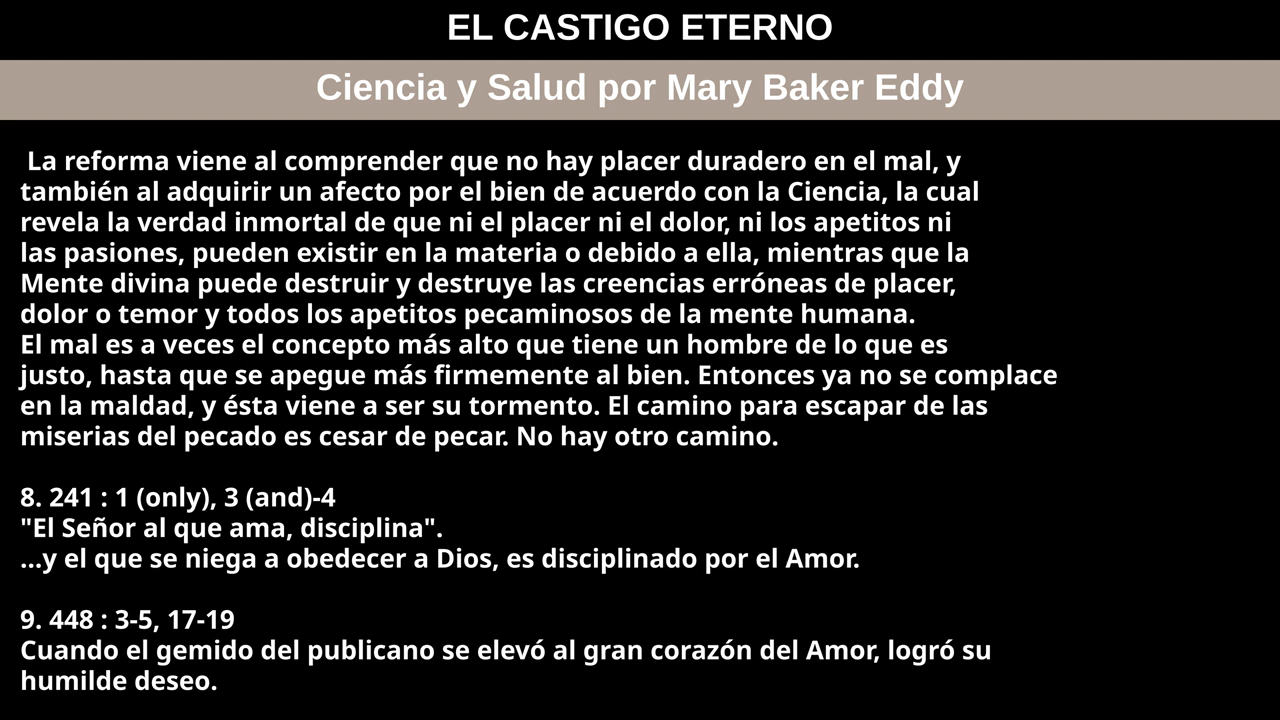 EL CASTIGO ETERNO
Ciencia y Salud por Mary Baker Eddy
La reforma viene al comprender que no hay placer duradero en el mal, y
también al adquirir un afecto por el bien de acuerdo con la Ciencia, la cual
revela la verdad inmortal de que ni el placer ni el dolor, ni los apetitos ni
las pasiones, pueden existir en la materia o debido a ella, mientras que la
Mente divina puede destruir y destruye las creencias erróneas de placer,
dolor o temor y todos los apetitos pecaminosos de la mente humana.
El mal es a veces el concepto más alto que tiene un hombre de lo que es
justo, hasta que se apegue más firmemente al bien. Entonces ya no se complace
en la maldad, y ésta viene a ser su tormento. El camino para escapar de las
miserias del pecado es cesar de pecar. No hay otro camino.
8. 241 : 1 (only), 3 (and)-4
"El Señor al que ama, disciplina".
...y el que se niega a obedecer a Dios, es disciplinado por el Amor.
9. 448 : 3-5, 17-19
Cuando el gemido del publicano se elevó al gran corazón del Amor, logró su
humilde deseo.